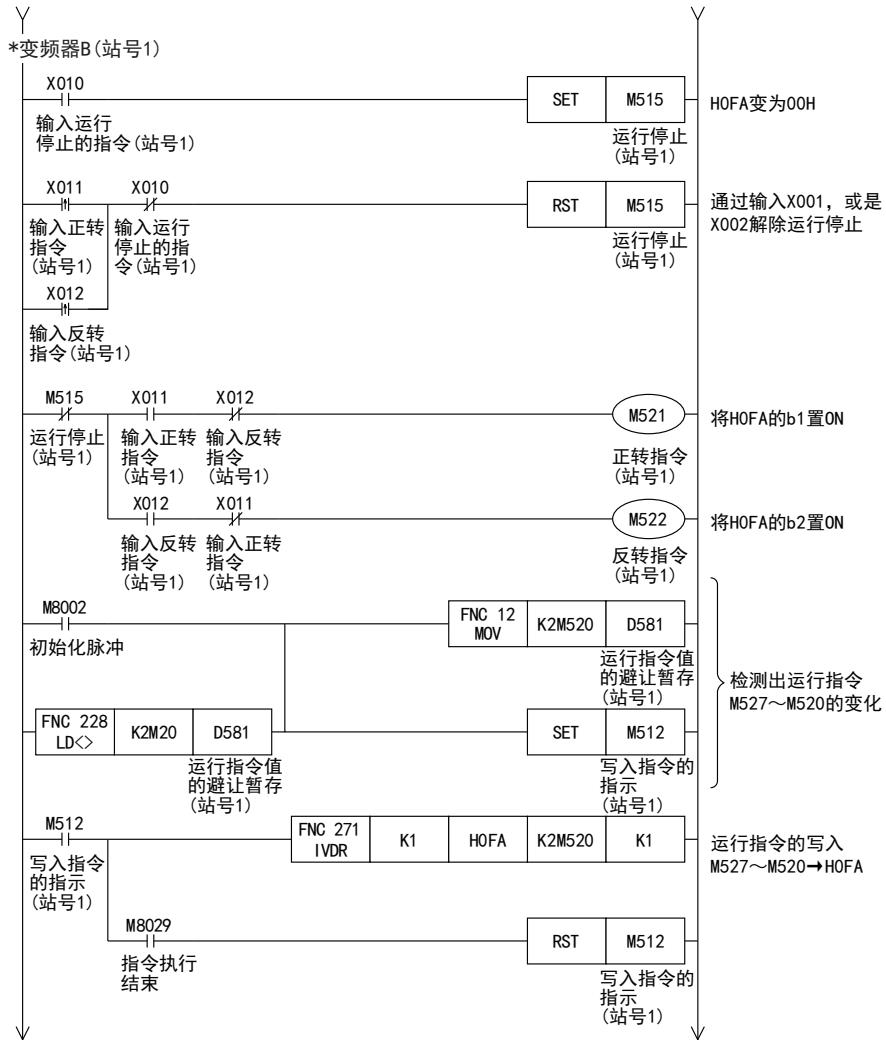 *变频器B(站号1)
X010
SET
M515
H0FA变为00H
输入运行
停止的指令(站号1)
运行停止
(站号1)
X011
X010
RST
M515
通过输入X001, 或是
X002解除运行停止
输入正转
指令
(站号1)
输入运行
停止的指
令(站号1)
运行停止
(站号1)
X012
输入反转
指令(站号1)
M515
X011
X012
M521
将H0FA的b1置ON
运行停止
(站号1)
输入正转
指令
(站号1)
输入反转
指令
(站号1)
正转指令
(站号1)
X012
X011
M522
将H0FA的b2置ON
输入反转
指令
(站号1)
输入正转
指令
(站号1)
反转指令
(站号1)
M8002
FNC 12
MOV
K2M520
D581
初始化脉冲
运行指令值
的避让暂存
(站号1)
检测出运行指令
M527～M520的变化
FNC 228
LD<>
K2M20
D581
SET
M512
运行指令值
的避让暂存
(站号1)
写入指令的
指示
(站号1)
M512
FNC 271
IVDR
K1
H0FA
K2M520
K1
运行指令的写入
M527～M520→H0FA
写入指令
的指示
(站号1)
M8029
RST
M512
指令执行
结束
写入指令的
指示
(站号1)